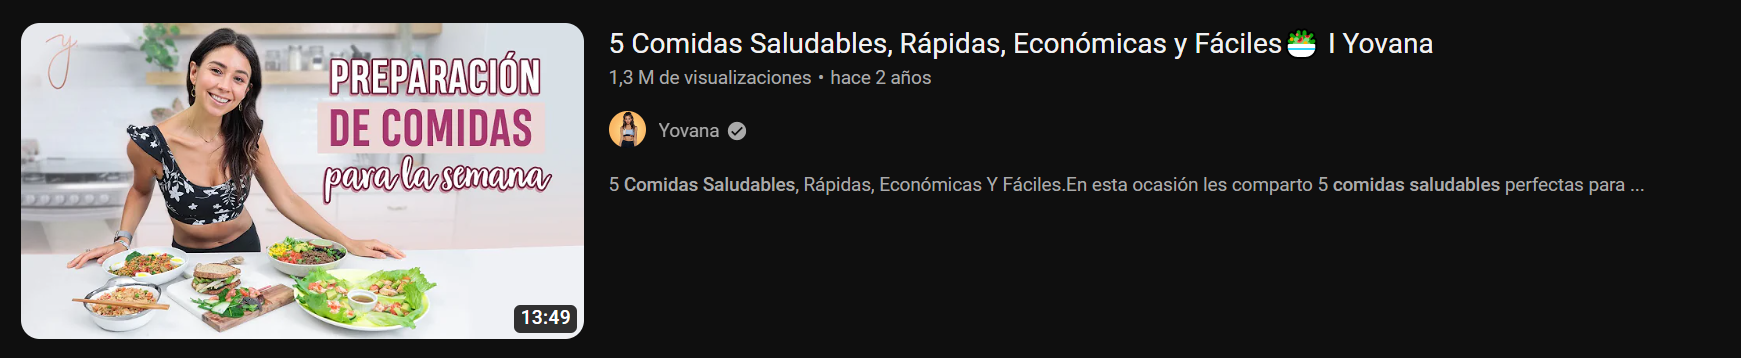 y
PREPARACIÓN
DE COMIDAS
para la semana
13:49
5 Comidas Saludables, Rápidas, Económicas y Fáciles🥗 I Yovana
1,3 M de visualizaciones • hace 2 años
Yovana
5 Comidas Saludables, Rápidas, Económicas Y Fáciles.En esta ocasión les comparto 5 comidas saludables perfectas para ...